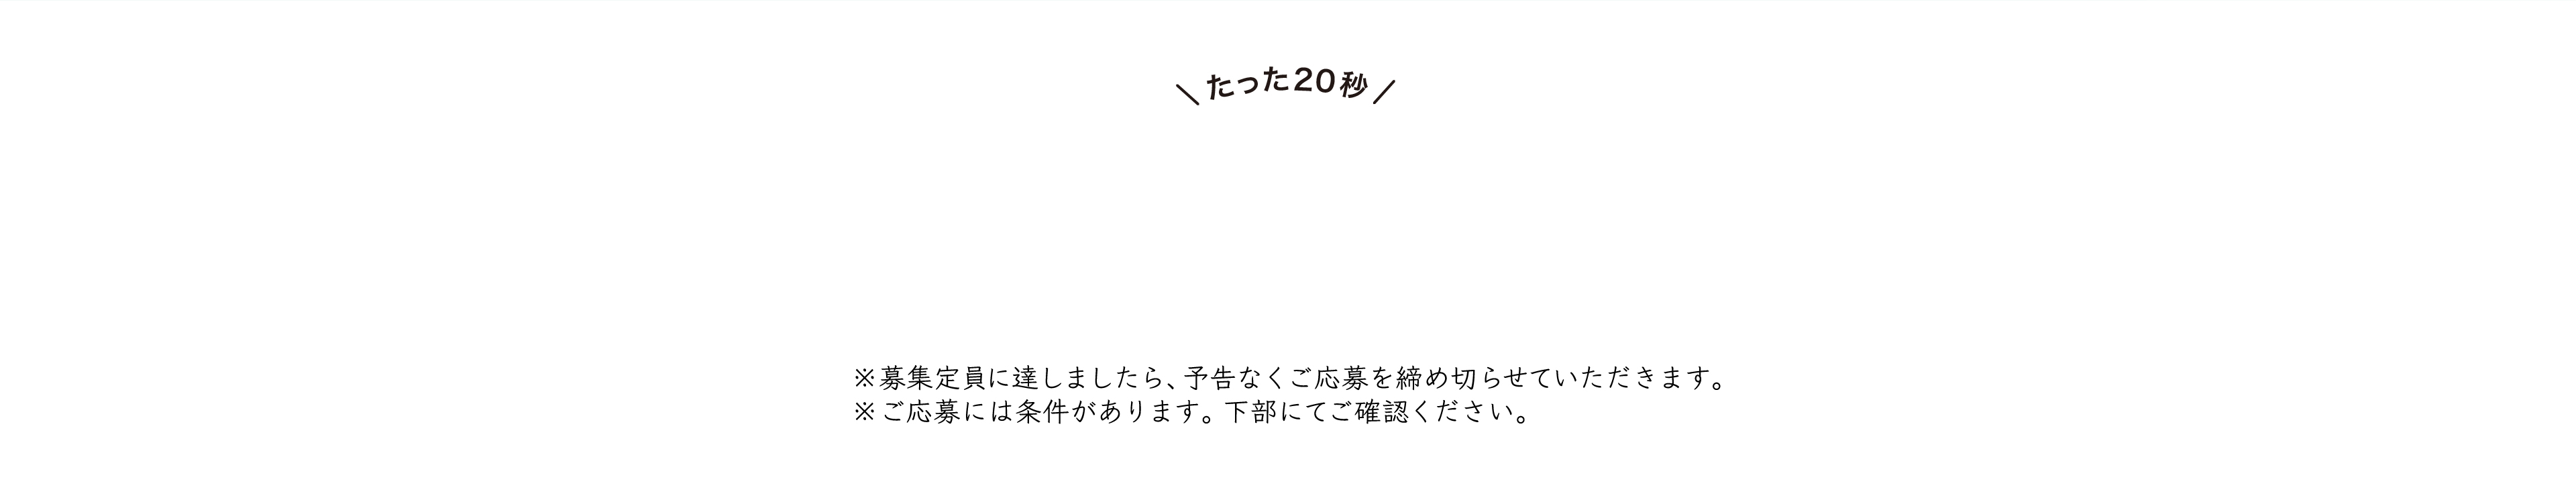 ＼たった20秒／
※募集定員に達しましたら、予告なくご応募を締め切らせていただきます。
※ご応募には条件があります。下部にてご確認ください。